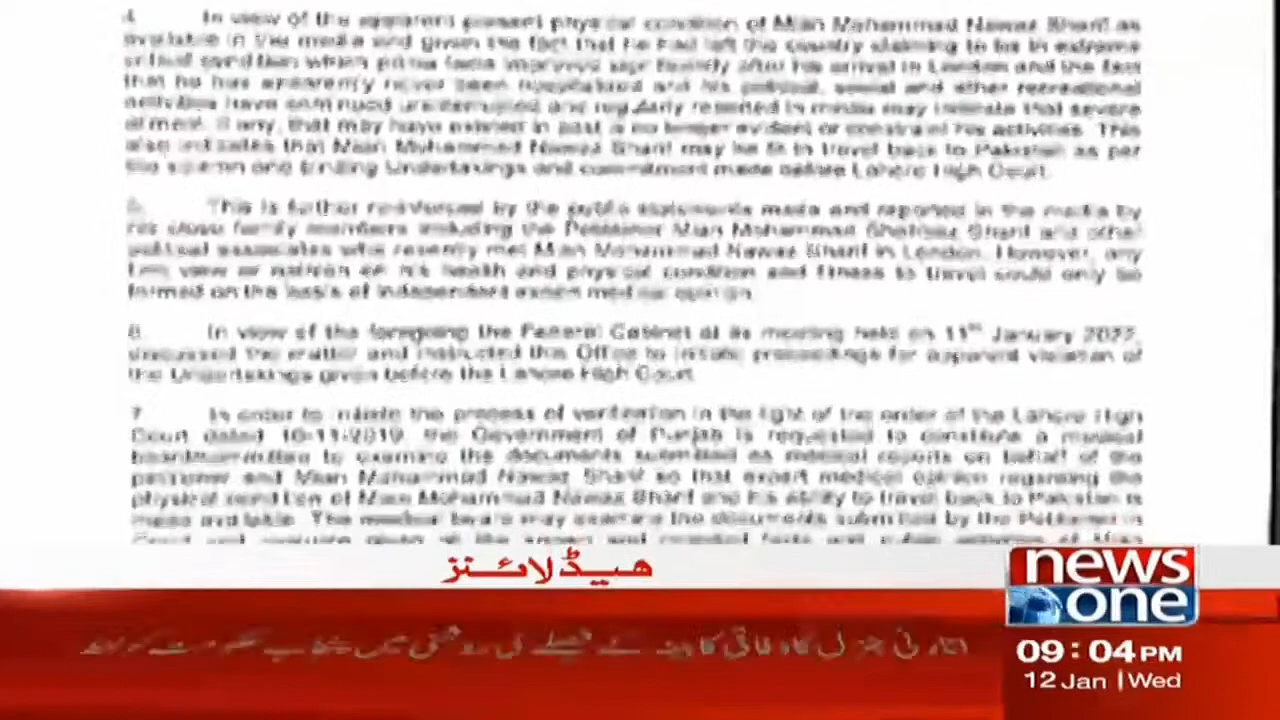 4. In view of the apparent present physical condition of Mian Mohammad Nawaz Sharif as
available in the media and given the fact that he had left the country claiming to be in extreme
critical condition which prima facie improved significantly after his arrival in London and the fact
that he has apparently never been hospitalized and his political, social and other recreational
activities have continued and regularly reported in media may indicate that severe
ailment, if any, that may have existed in past is no longer evident or constrain his activities. This
also indicates that Mian Muhammad Nawaz Sharif may be fit to travel back to Pakistan as per
the solemn and binding Undertakings and commitment made before Lahore High Court.
5. This is further reinforced by the public statements made and reported in the media by
his close family members including the Petitioner Mian Mohammad Shahbaz Sharif and other
political associates who recently met Mian Mohammad Nawaz Sharif in London. However, any
view or opinion on his health and physical condition and fitness to travel could only be
formed on the basis of independent expert medical opinion.
6. In view of the foregoing the Federal Cabinet at its meeting held on 11th January 2022,
discussed the matter and instructed this Office to initiate proceedings for apparent violation of
the Undertakings given before the Lahore High Court.
7. In order to initiate the process of verification in the light of the order of the Lahore High
Court dated 16-11-2019, the Government of Punjab is requested to constitute a medical
board/committee to examine the documents submitted as medical reports on behalf of the
petitioner and Mian Muhammad Nawaz Sharif so that expert medical opinion regarding the
physical condition of Mian Mohammad Nawaz Sharif and his ability to travel back to Pakistan is
made available. The medical board may examine the documents submitted by the Petitioner in
ہیڈلائنز
اٹارنی جنرل کا وفاقی کابینہ کے فیصلے کی روشنی میں پنجاب حکومت کو خط
news
one
09:04PM
12 Jan | Wed